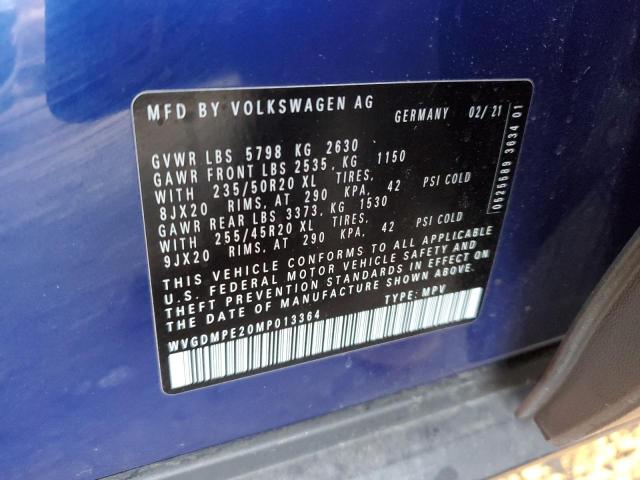 MFD BY VOLKSWAGEN AG
GERMANY 02/ 21
GVWR LBS 5798 KG 2630
GAWR FRONT LBS 2535, KG 1150
WITH 235/50R20 XL TIRES,
8JX20 RIMS, AT 290 KPA, 42 PSI COLD
GAWR REAR LBS 3373, KG 1530
WITH 255/45R20 XL TIRES,
9JX20 RIMS, AT 290 KPA, 42 PSI COLD
THIS VEHICLE CONFORMS TO ALL APPLICABLE
U.S. FEDERAL MOTOR VEHICLE SAFETY AND
THEFT PREVENTION STANDARDS IN EFFECT ON
THE DATE OF MANUFACTURE SHOWN ABOVE.
WVGDMPE20MP013364 TYPE: MPV
0525589 3634 01